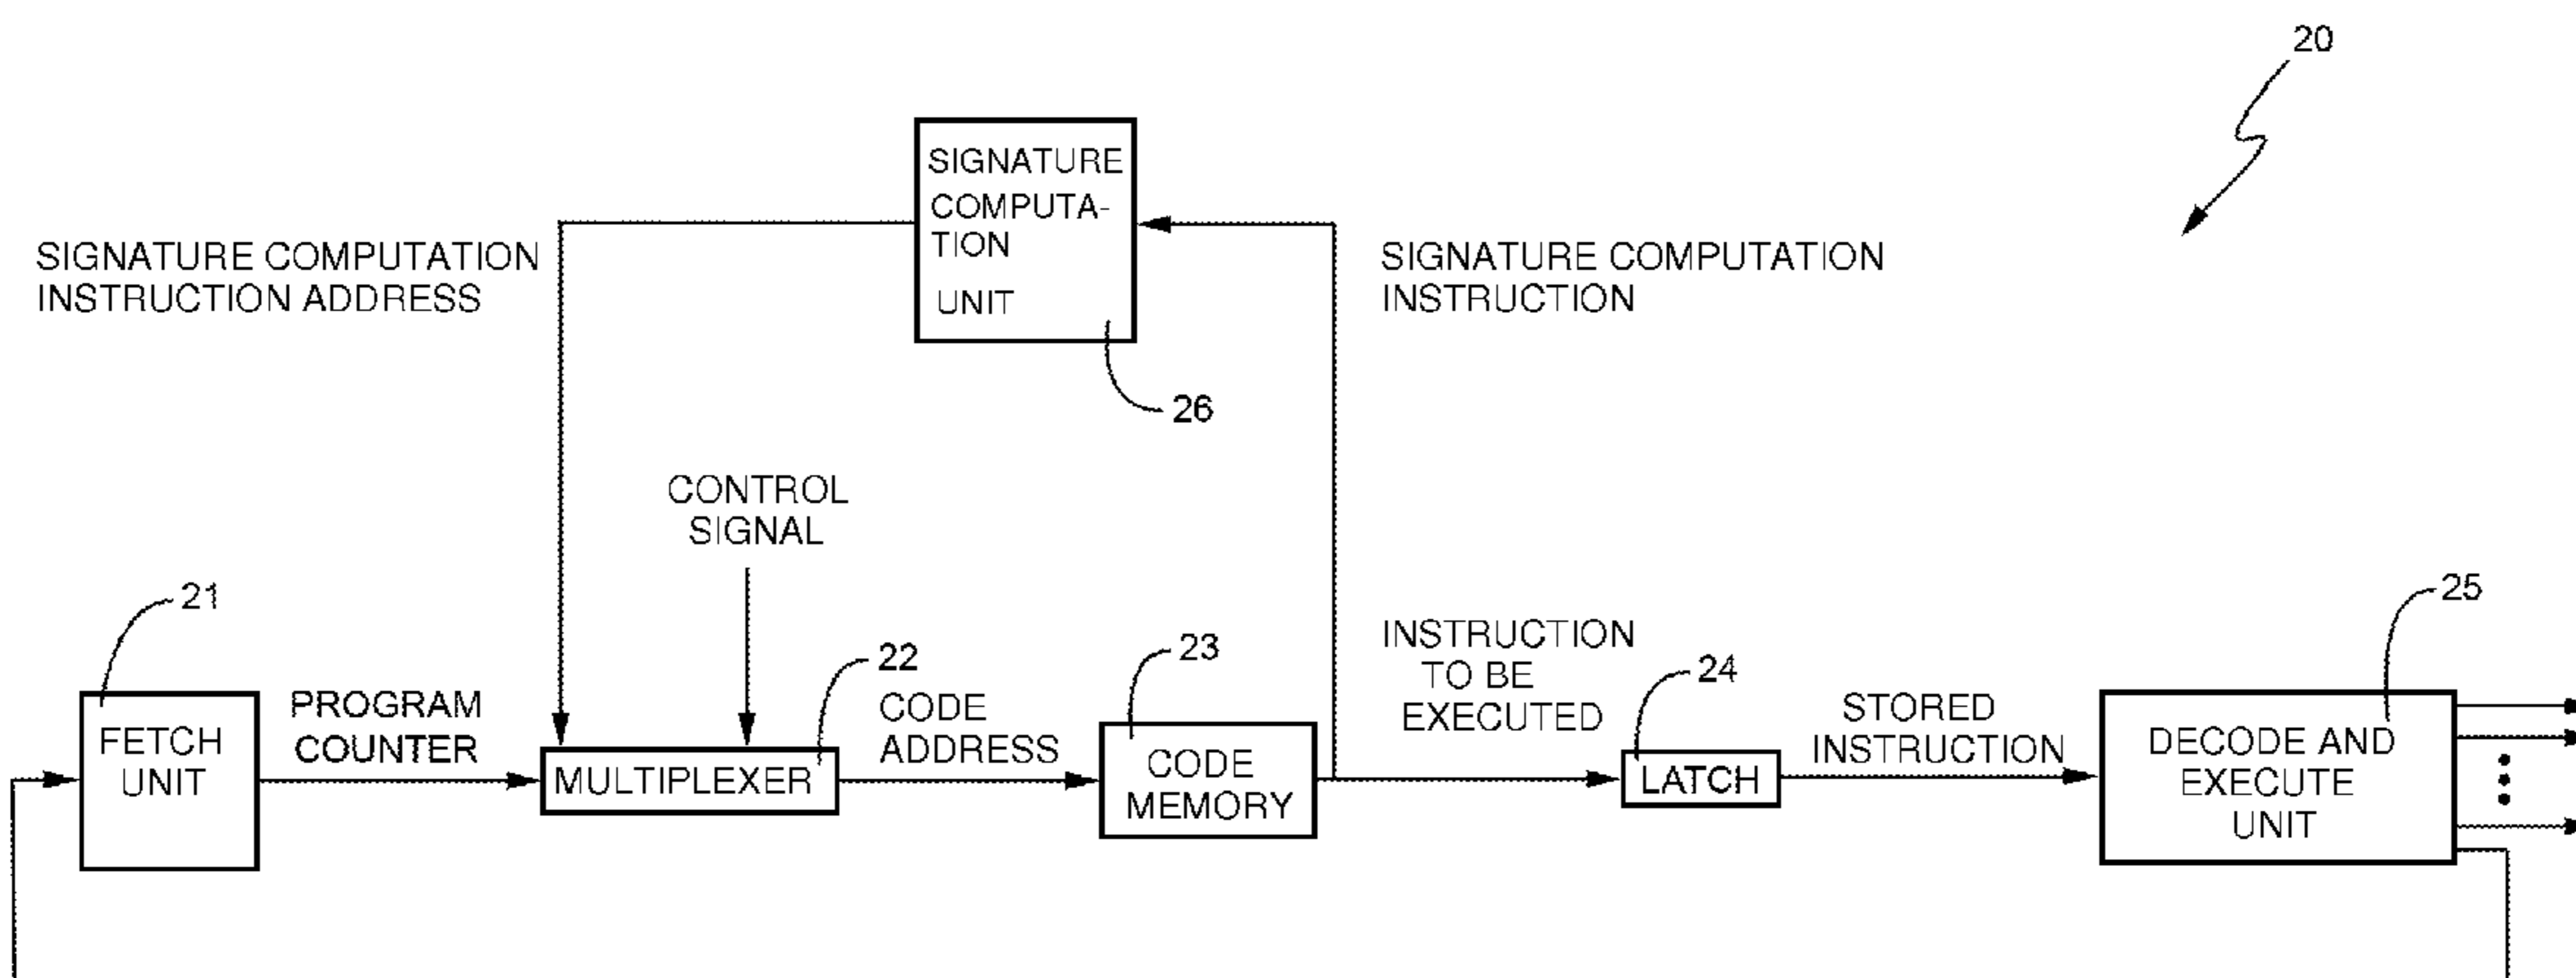 20
SIGNATURE
COMPUTA-
TION
UNIT
26
SIGNATURE COMPUTATION
INSTRUCTION ADDRESS
SIGNATURE COMPUTATION
INSTRUCTION
CONTROL
SIGNAL
21
FETCH
UNIT
PROGRAM
COUNTER
22
MULTIPLEXER
CODE
ADDRESS
23
CODE
MEMORY
INSTRUCTION
TO BE
EXECUTED
24
LATCH
STORED
INSTRUCTION
25
DECODE AND
EXECUTE
UNIT